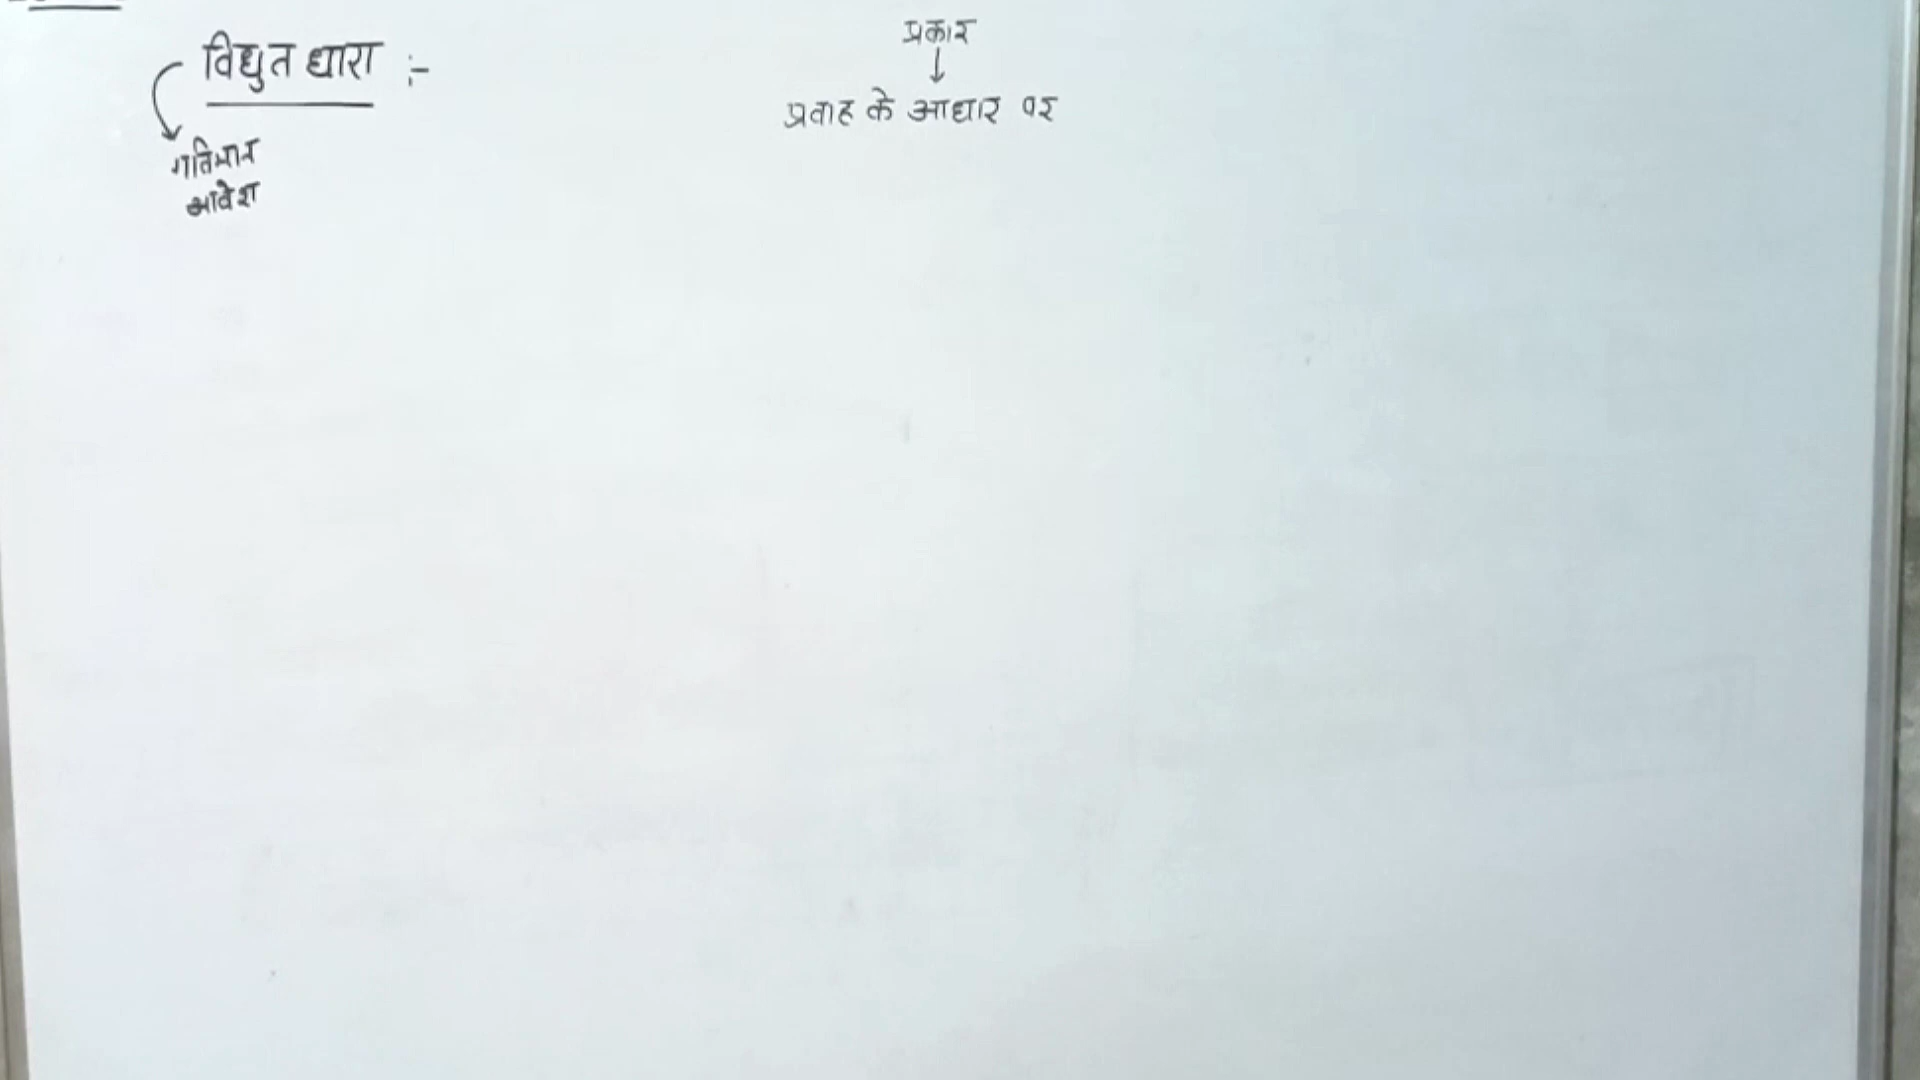 विद्युत धारा :-
गतिमान
आवेश
प्रकार
↓
प्रवाह के आधार पर